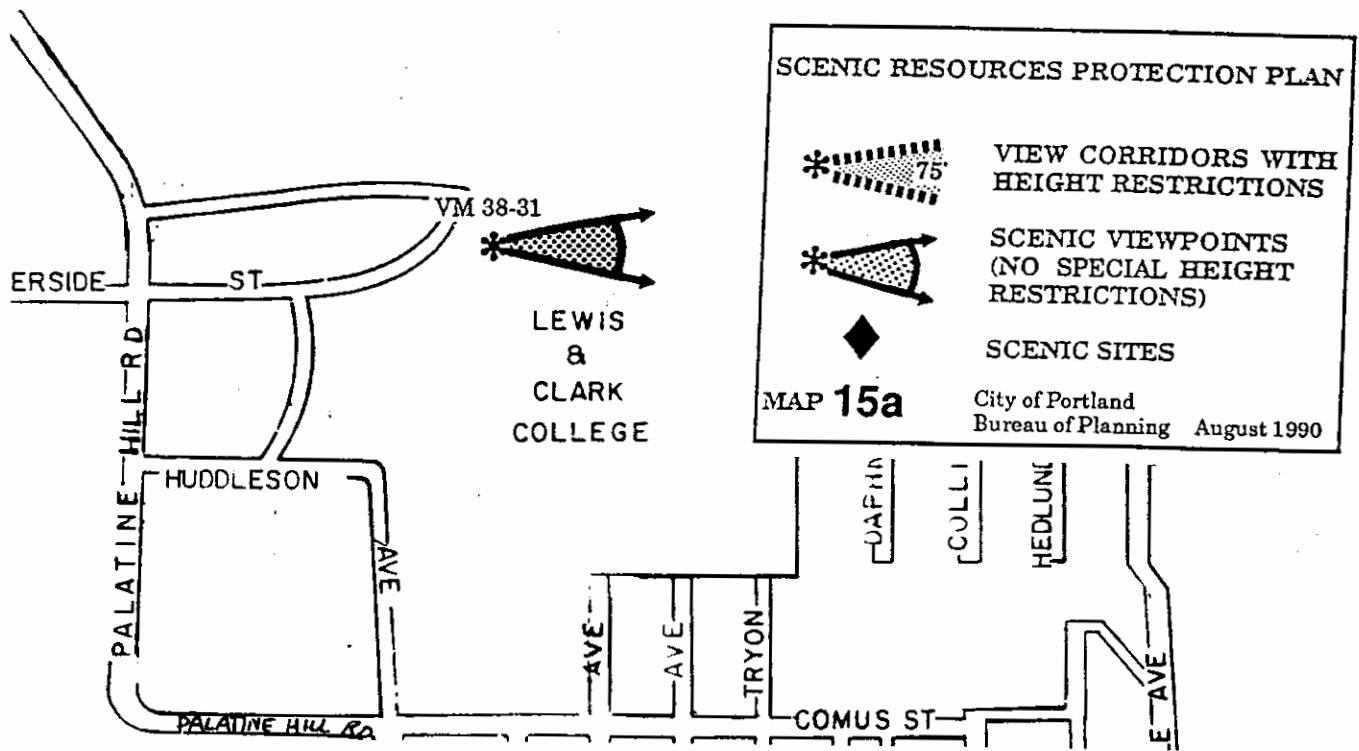 SCENIC RESOURCES PROTECTION PLAN
75'
VIEW CORRIDORS WITH
HEIGHT RESTRICTIONS
SCENIC VIEWPOINTS
(NO SPECIAL HEIGHT
RESTRICTIONS)
SCENIC SITES
MAP 15a
City of Portland
Bureau of Planning August 1990
VM 38-31
ERSIDE ST
LEWIS
&
CLARK
COLLEGE
PALATINE HILL RD
HUDDLESON
AVE
AVE
AVE
TRYON
DAPHN
COLLI
HEDLUND
E AVE
PALATINE HILL RD
COMUS ST